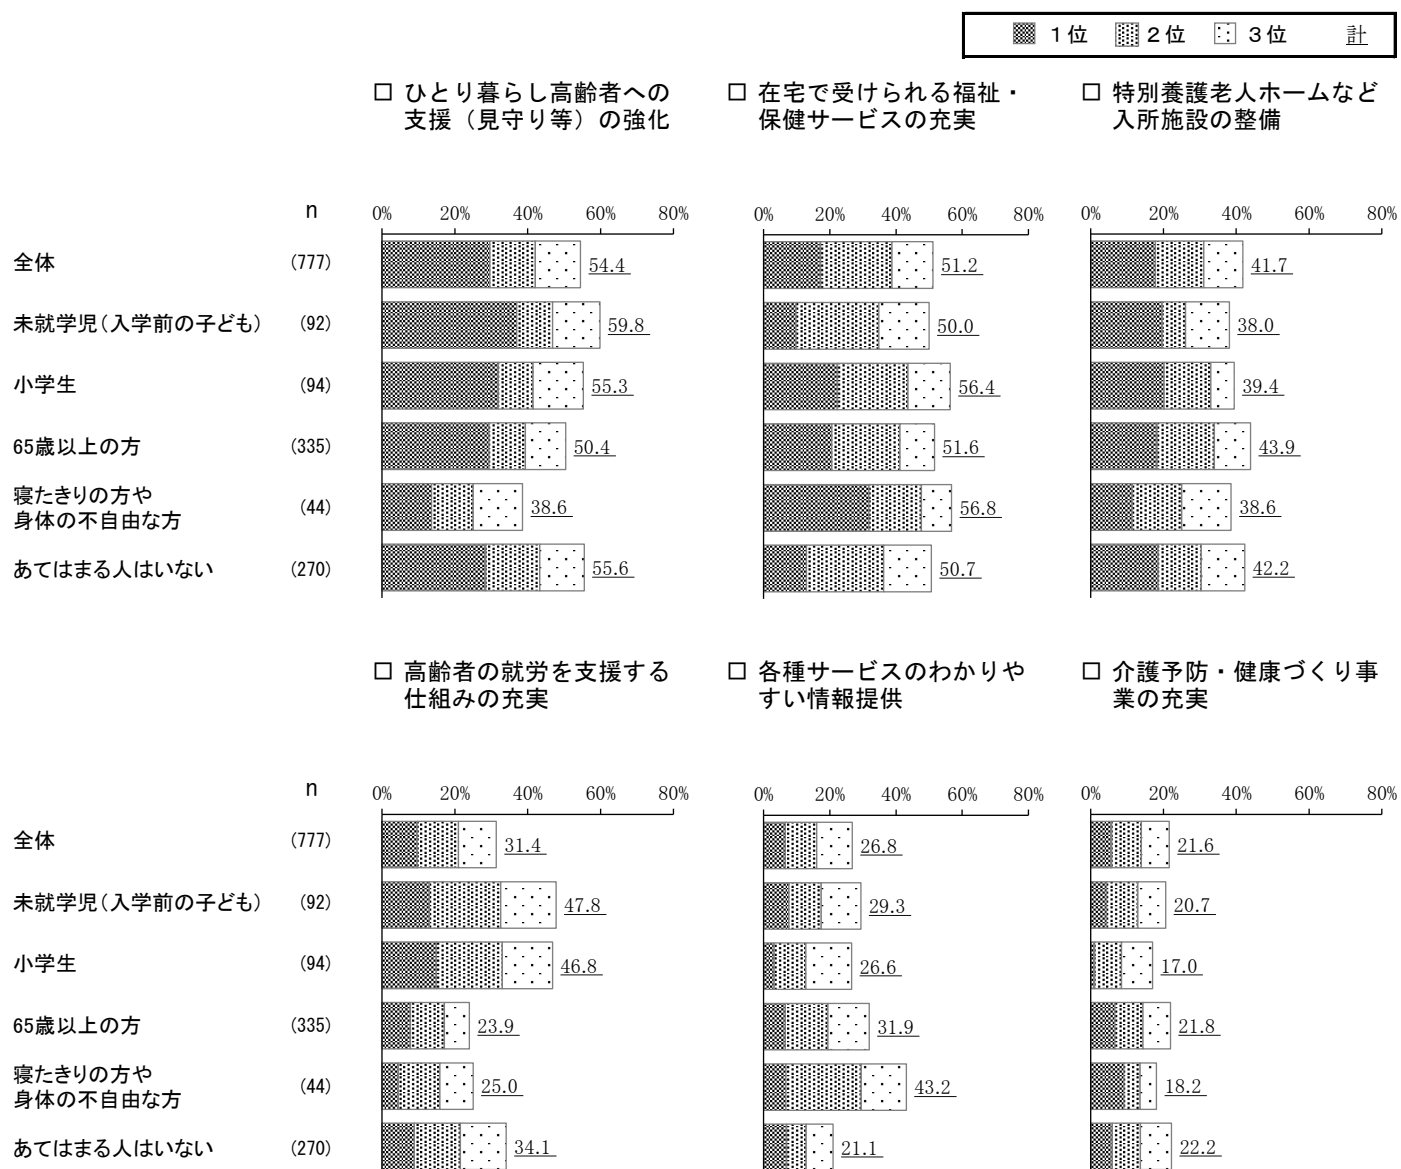 1位 2位 3位 計
□ ひとり暮らし高齢者への
支援（見守り等）の強化
□ 在宅で受けられる福祉・
保健サービスの充実
□ 特別養護老人ホームなど
入所施設の整備
n 0% 20% 40% 60% 80% 0% 20% 40% 60% 80% 0% 20% 40% 60% 80%
全体 (777) 54.4 51.2 41.7
未就学児（入学前の子ども） (92) 59.8 50.0 38.0
小学生 (94) 55.3 56.4 39.4
65歳以上の方 (335) 50.4 51.6 43.9
寝たきりの方や
身体の不自由な方 (44) 38.6 56.8 38.6
あてはまる人はいない (270) 55.6 50.7 42.2
□ 高齢者の就労を支援する
仕組みの充実
□ 各種サービスのわかりや
すい情報提供
□ 介護予防・健康づくり事
業の充実
n 0% 20% 40% 60% 80% 0% 20% 40% 60% 80% 0% 20% 40% 60% 80%
全体 (777) 31.4 26.8 21.6
未就学児（入学前の子ども） (92) 47.8 29.3 20.7
小学生 (94) 46.8 26.6 17.0
65歳以上の方 (335) 23.9 31.9 21.8
寝たきりの方や
身体の不自由な方 (44) 25.0 43.2 18.2
あてはまる人はいない (270) 34.1 21.1 22.2